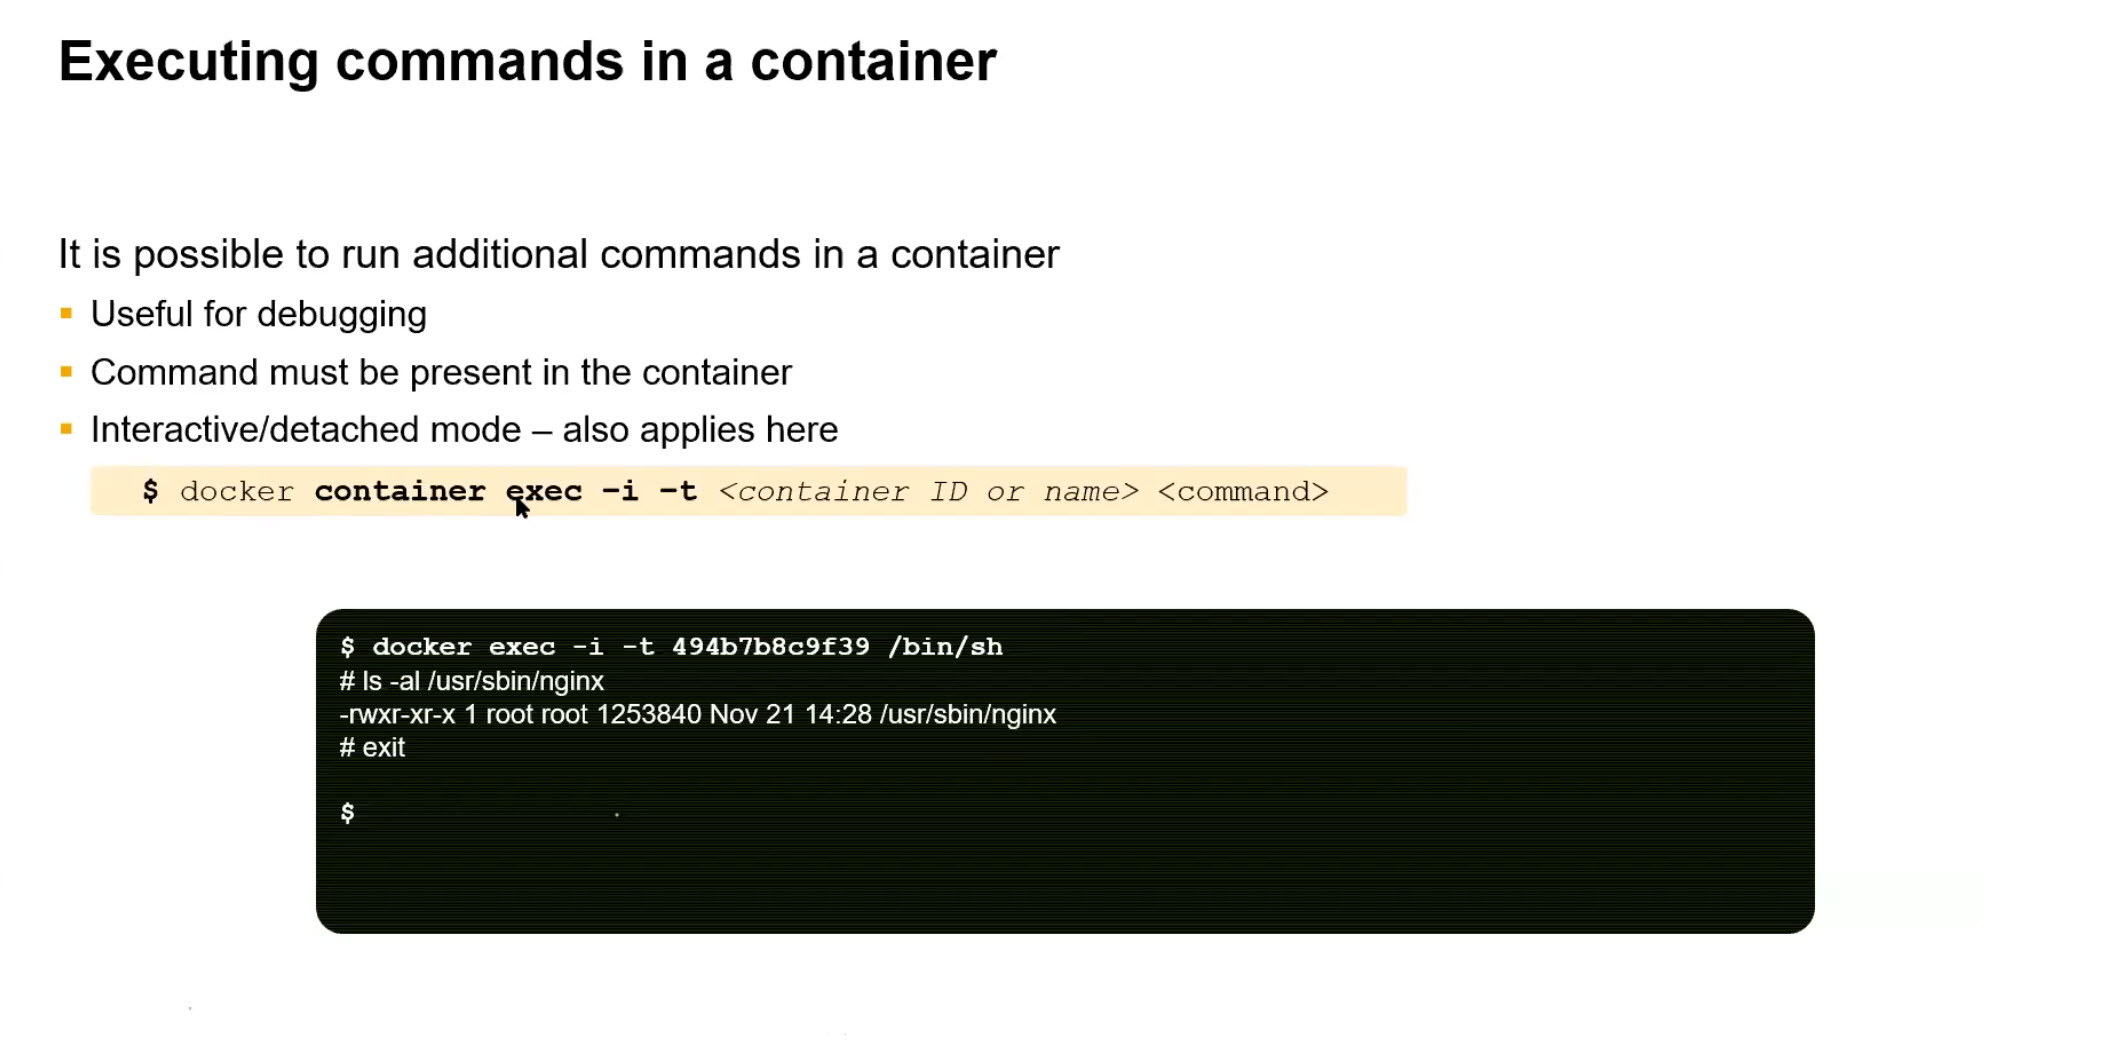 Executing commands in a container
It is possible to run additional commands in a container
Useful for debugging
Command must be present in the container
Interactive/detached mode – also applies here
$ docker container exec -i -t <container ID or name> <command>
$ docker exec -i -t 494b7b8c9f39 /bin/sh
# ls -al /usr/sbin/nginx
-rwxr-xr-x 1 root root 1253840 Nov 21 14:28 /usr/sbin/nginx
# exit
$